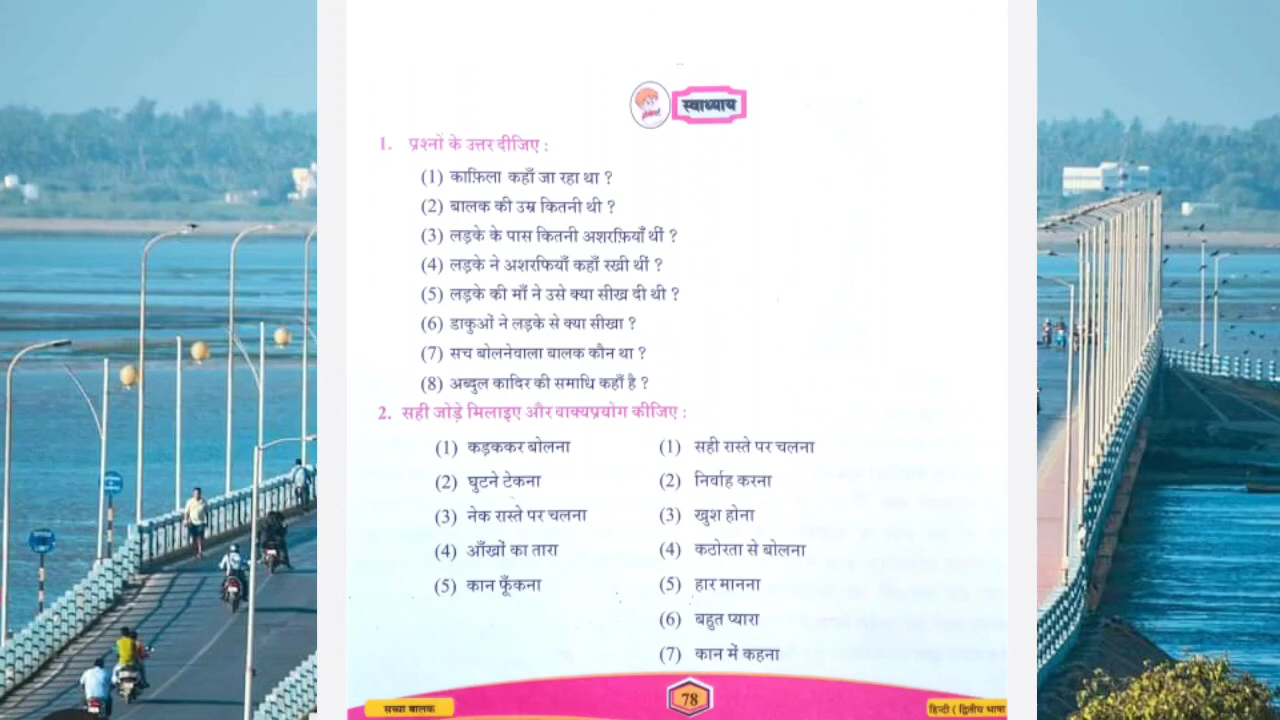 स्वाध्याय
1. प्रश्नों के उत्तर दीजिए :
(1) काफ़िला कहाँ जा रहा था ?
(2) बालक की उम्र कितनी थी ?
(3) लड़के के पास कितनी अशरफ़ियाँ थीं ?
(4) लड़के ने अशरफियाँ कहाँ रखी थीं ?
(5) लड़के की माँ ने उसे क्या सीख दी थी ?
(6) डाकुओं ने लड़के से क्या सीखा ?
(7) सच बोलनेवाला बालक कौन था ?
(8) अब्दुल कादिर की समाधि कहाँ है ?
2. सही जोड़े मिलाइए और वाक्यप्रयोग कीजिए :
(1) कड़ककर बोलना (1) सही रास्ते पर चलना
(2) घुटने टेकना (2) निर्वाह करना
(3) नेक रास्ते पर चलना (3) खुश होना
(4) आँखों का तारा (4) कठोरता से बोलना
(5) कान फूँकना (5) हार मानना
(6) बहुत प्यारा
(7) कान में कहना
सच्चा बालक 78 हिन्दी ( द्वितीय भाषा